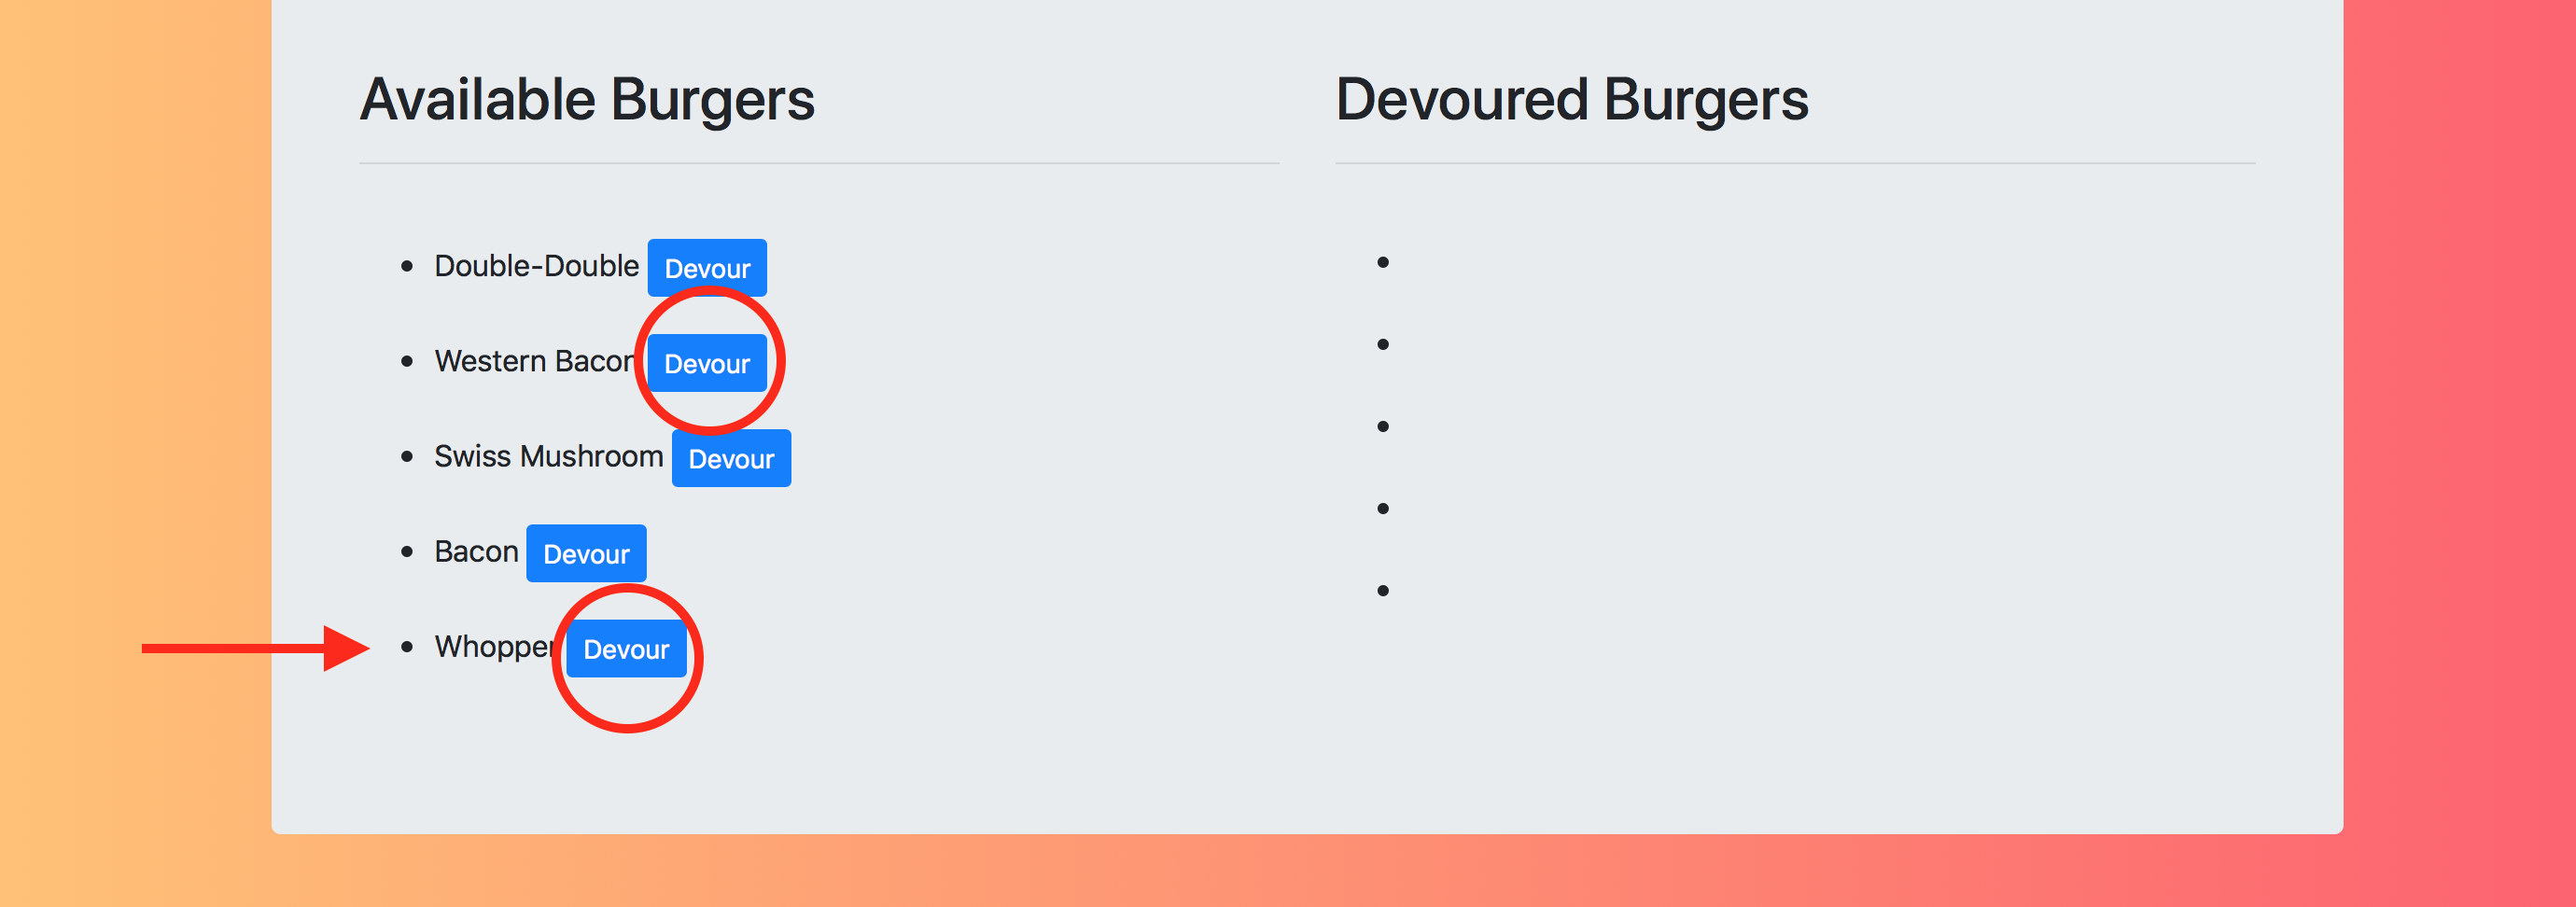 Available Burgers
Devoured Burgers
Double-Double Devour
Western Bacon Devour
Swiss Mushroom Devour
Bacon Devour
Whopper Devour